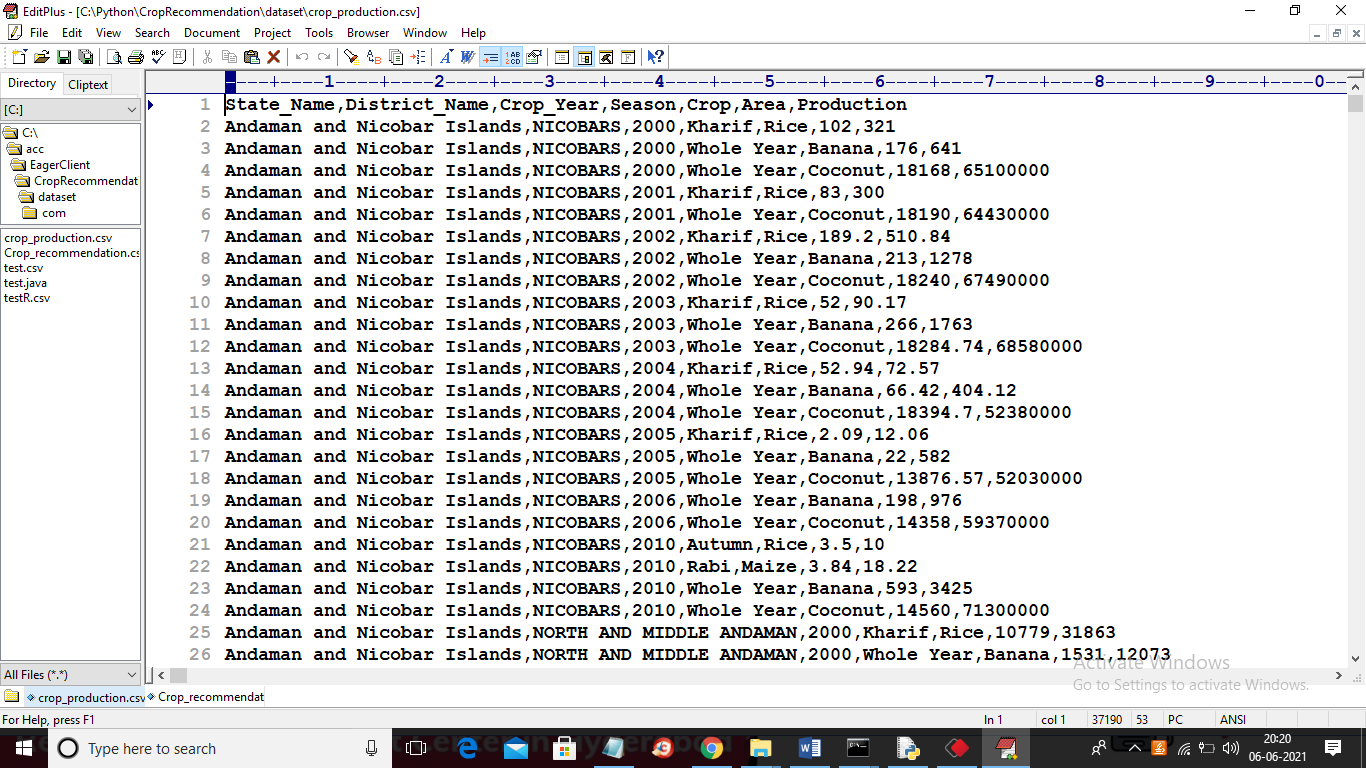 EditPlus - [C:\Python\CropRecommendation\dataset\crop_production.csv]
File Edit View Search Document Project Tools Browser Window Help
Directory Cliptext
[C:]
C:\
acc
EagerClient
CropRecommendat
dataset
com
crop_production.csv
Crop_recommendation.cs
test.csv
test.java
testR.csv
All Files (*.*)
----+----1----+----2----+----3----+----4----+----5----+----6----+----7----+----8----+----9----+----0--
1 State_Name,District_Name,Crop_Year,Season,Crop,Area,Production
2 Andaman and Nicobar Islands,NICOBARS,2000,Kharif,Rice,102,321
3 Andaman and Nicobar Islands,NICOBARS,2000,Whole Year,Banana,176,641
4 Andaman and Nicobar Islands,NICOBARS,2000,Whole Year,Coconut,18168,65100000
5 Andaman and Nicobar Islands,NICOBARS,2001,Kharif,Rice,83,300
6 Andaman and Nicobar Islands,NICOBARS,2001,Whole Year,Coconut,18190,64430000
7 Andaman and Nicobar Islands,NICOBARS,2002,Kharif,Rice,189.2,510.84
8 Andaman and Nicobar Islands,NICOBARS,2002,Whole Year,Banana,213,1278
9 Andaman and Nicobar Islands,NICOBARS,2002,Whole Year,Coconut,18240,67490000
10 Andaman and Nicobar Islands,NICOBARS,2003,Kharif,Rice,52,90.17
11 Andaman and Nicobar Islands,NICOBARS,2003,Whole Year,Banana,266,1763
12 Andaman and Nicobar Islands,NICOBARS,2003,Whole Year,Coconut,18284.74,68580000
13 Andaman and Nicobar Islands,NICOBARS,2004,Kharif,Rice,52.94,72.57
14 Andaman and Nicobar Islands,NICOBARS,2004,Whole Year,Banana,66.42,404.12
15 Andaman and Nicobar Islands,NICOBARS,2004,Whole Year,Coconut,18394.7,52380000
16 Andaman and Nicobar Islands,NICOBARS,2005,Kharif,Rice,2.09,12.06
17 Andaman and Nicobar Islands,NICOBARS,2005,Whole Year,Banana,22,582
18 Andaman and Nicobar Islands,NICOBARS,2005,Whole Year,Coconut,13876.57,52030000
19 Andaman and Nicobar Islands,NICOBARS,2006,Whole Year,Banana,198,976
20 Andaman and Nicobar Islands,NICOBARS,2006,Whole Year,Coconut,14358,59370000
21 Andaman and Nicobar Islands,NICOBARS,2010,Autumn,Rice,3.5,10
22 Andaman and Nicobar Islands,NICOBARS,2010,Rabi,Maize,3.84,18.22
23 Andaman and Nicobar Islands,NICOBARS,2010,Whole Year,Banana,593,3425
24 Andaman and Nicobar Islands,NICOBARS,2010,Whole Year,Coconut,14560,71300000
25 Andaman and Nicobar Islands,NORTH AND MIDDLE ANDAMAN,2000,Kharif,Rice,10779,31863
26 Andaman and Nicobar Islands,NORTH AND MIDDLE ANDAMAN,2000,Whole Year,Banana,1531,12073
Activate Windows
Go to Settings to activate Windows.
crop_production.csv Crop_recommendat
For Help, press F1 ln 1 col 1 37190 53 PC ANSI
Type here to search
20:20
06-06-2021